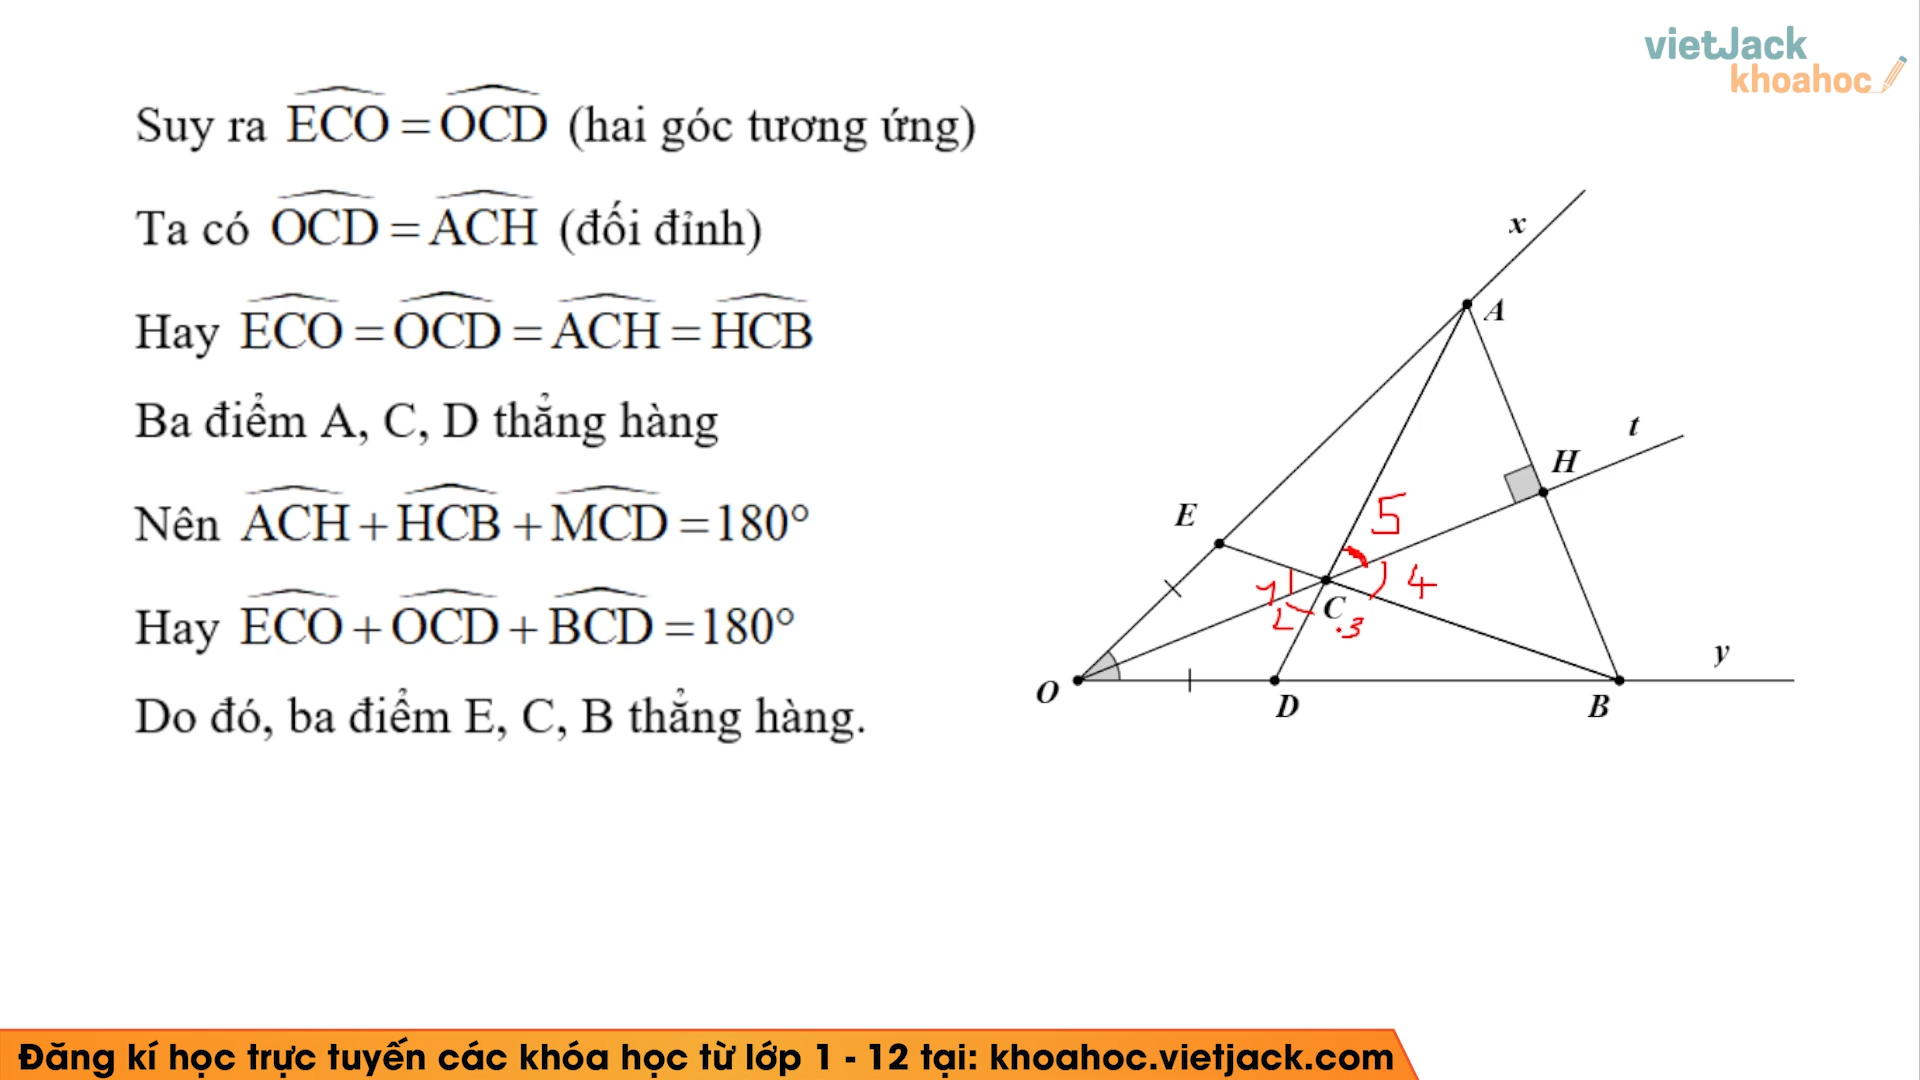 vietJack
khoahoc
Suy ra ECO = OCD (hai góc tương ứng)
Ta có OCD = ACH (đối đỉnh)
Hay ECO = OCD = ACH = HCB
Ba điểm A, C, D thẳng hàng
Nên ACH + HCB + MCD = 180°
Hay ECO + OCD + BCD = 180°
Do đó, ba điểm E, C, B thẳng hàng.
x
A
t
H
E
5
1
4
C
2
3
y
O
D
B
Đăng kí học trực tuyến các khóa học từ lớp 1 - 12 tại: khoahoc.vietjack.com